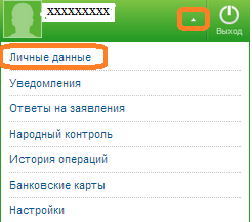 xxxxxxxxx
Выход
Личные данные
Уведомления
Ответы на заявления
Народный контроль
История операций
Банковские карты
Настройки